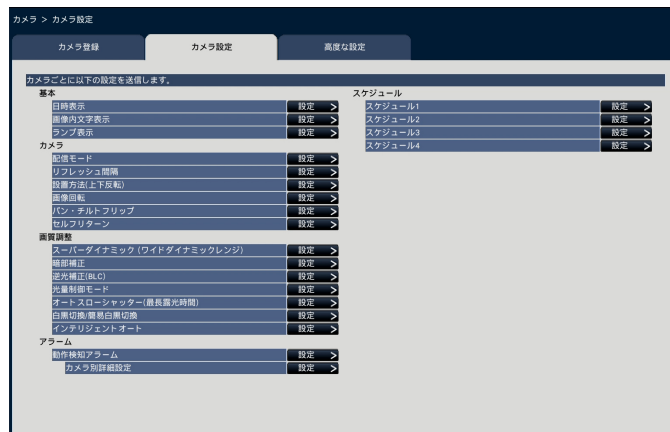 カメラ > カメラ設定
カメラ登録
カメラ設定
高度な設定
カメラごとに以下の設定を送信します。
基本
日時表示 設定 >
画像内文字表示 設定 >
ランプ表示 設定 >
カメラ
配信モード 設定 >
リフレッシュ間隔 設定 >
設置方法(上下反転) 設定 >
画像回転 設定 >
パン・チルトフリップ 設定 >
セルフリターン 設定 >
画質調整
スーパーダイナミック (ワイドダイナミックレンジ) 設定 >
暗部補正 設定 >
逆光補正(BLC) 設定 >
光量制御モード 設定 >
オートスローシャッター(最長露光時間) 設定 >
白黒切換/簡易白黒切換 設定 >
インテリジェントオート 設定 >
アラーム
動作検知アラーム 設定 >
カメラ別詳細設定 設定 >
スケジュール
スケジュール1 設定 >
スケジュール2 設定 >
スケジュール3 設定 >
スケジュール4 設定 >